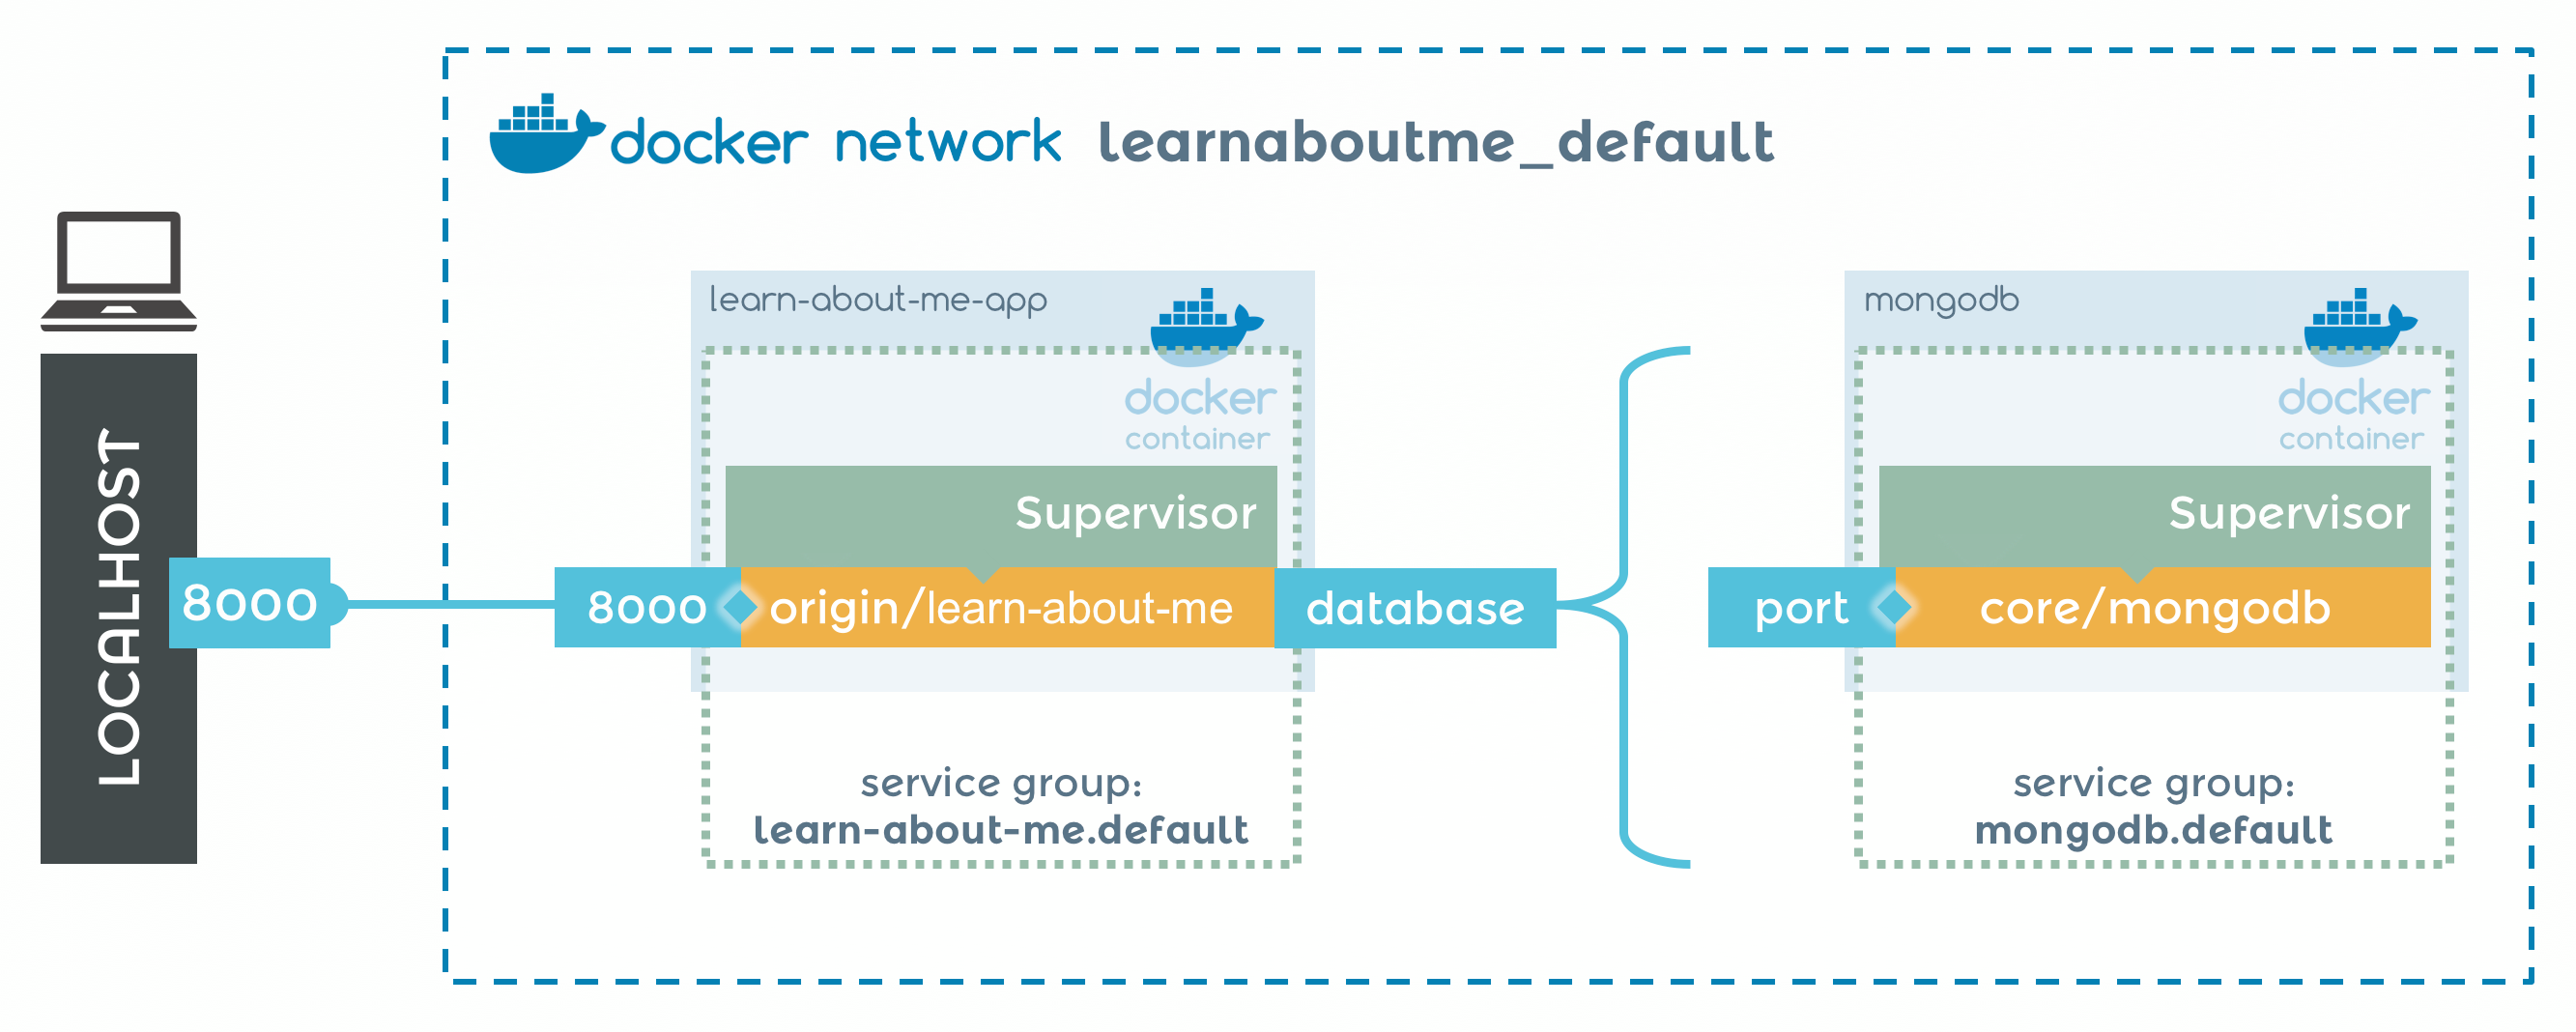 docker network learnaboutme_default
LOCALHOST
8000
learn-about-me-app
docker
container
Supervisor
8000
origin/learn-about-me
database
service group:
learn-about-me.default
mongodb
docker
container
Supervisor
port
core/mongodb
service group:
mongodb.default